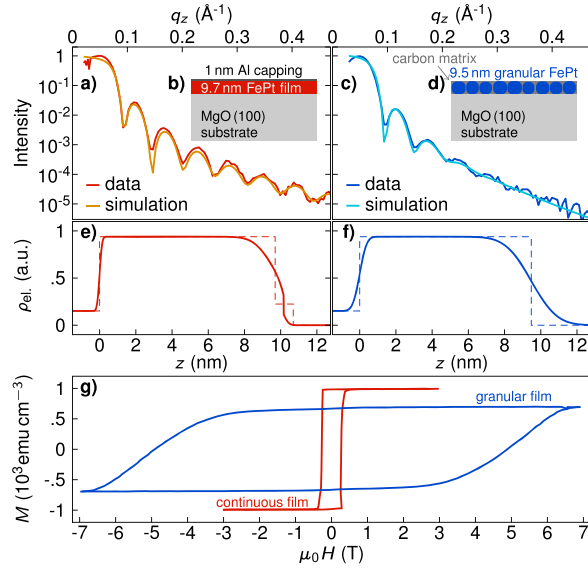 q_z (Å⁻¹) q_z (Å⁻¹)
0 0.1 0.2 0.3 0.4 0 0.1 0.2 0.3 0.4
carbon matrix
1 nm Al capping 9.5 nm granular FePt
a) b) c) d)
9.7 nm FePt film
MgO (100) MgO (100)
substrate substrate
Intensity
1
10⁻¹
10⁻²
10⁻³
10⁻⁴
10⁻⁵
data data
simulation simulation
e) f)
ρ_el. (a.u.)
1
.5
0
0 2 4 6 8 10 12 0 2 4 6 8 10 12
z (nm) z (nm)
g)
granular film
continuous film
M (10³ emu cm⁻³)
1
.5
0
-.5
-1
-7 -6 -5 -4 -3 -2 -1 0 1 2 3 4 5 6 7
μ₀H (T)